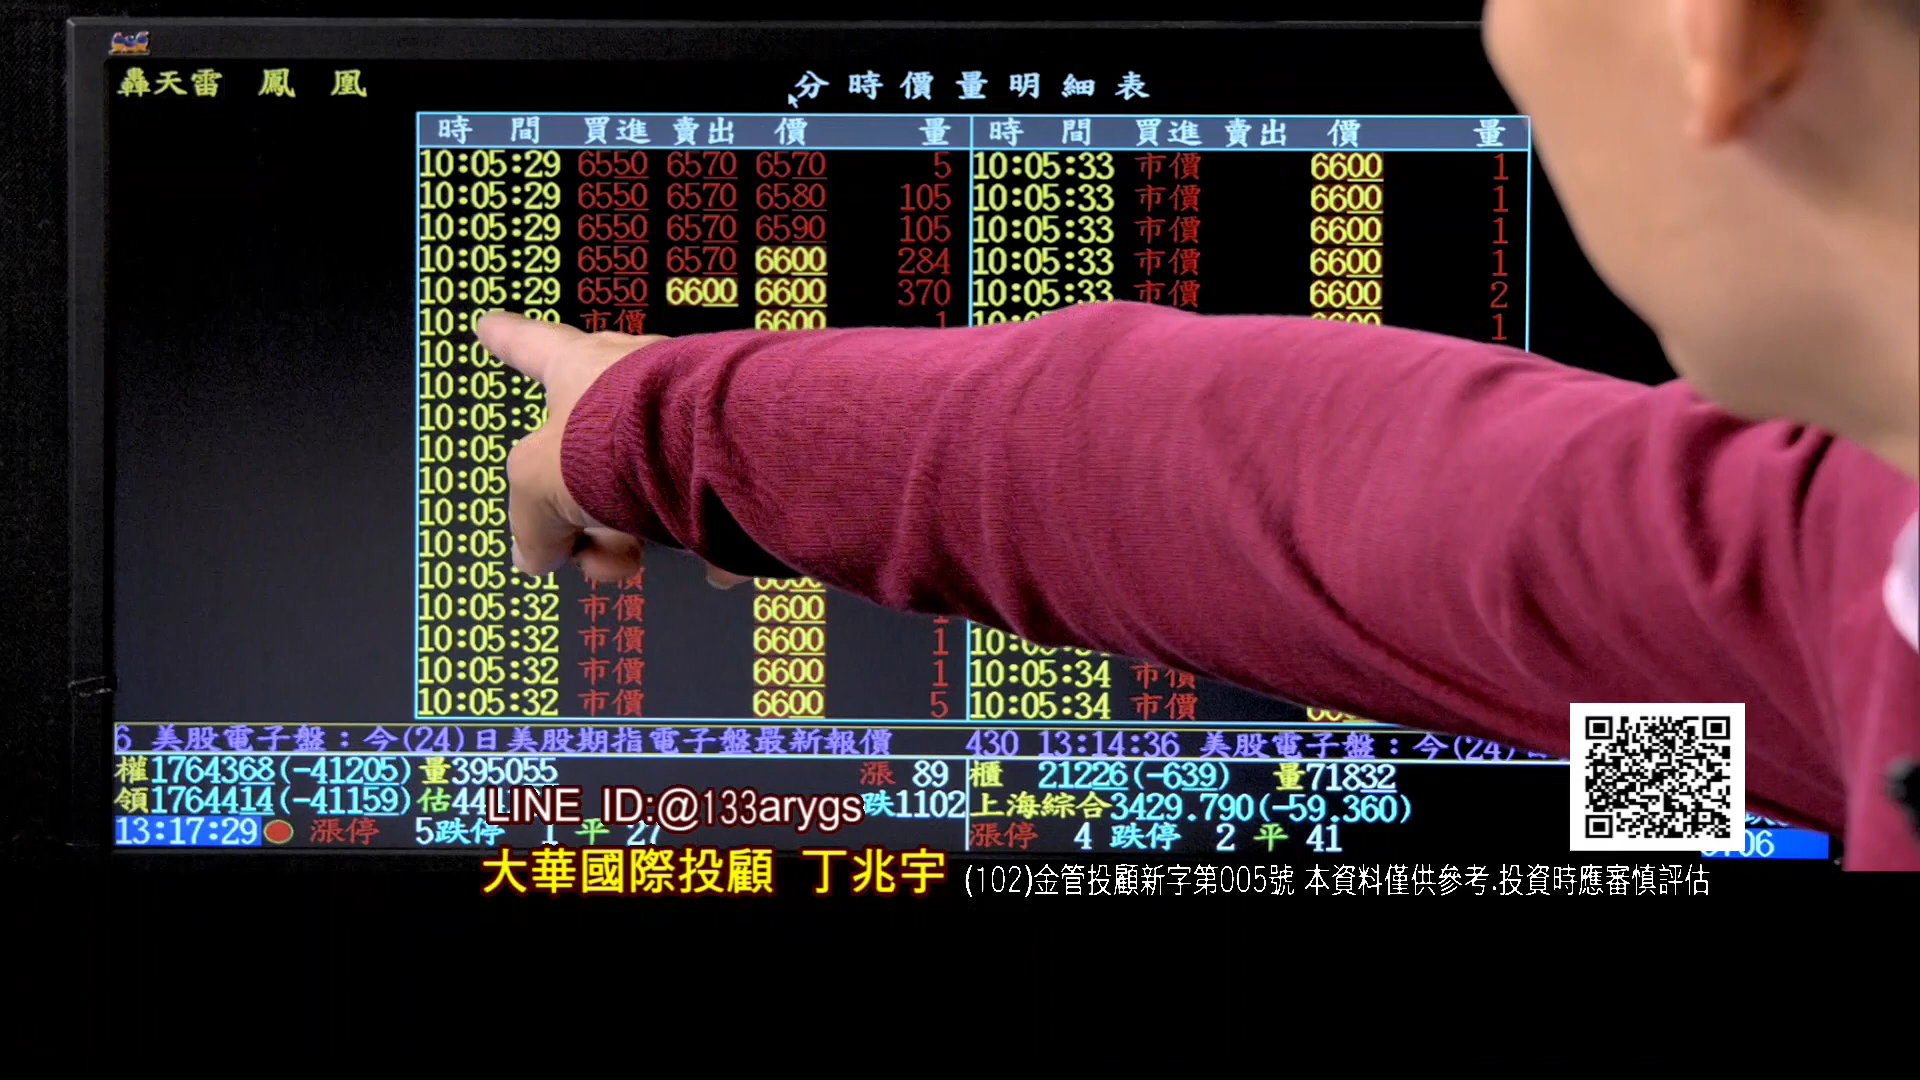 轟天雷 鳳 凰
分時價量明細表
時 間 買進 賣出 價 量 時 間 買進 賣出 價 量
10:05:29 6550 6570 6570 5 10:05:33 市價 6600 1
10:05:29 6550 6570 6580 105 10:05:33 市價 6600 1
10:05:29 6550 6570 6590 105 10:05:33 市價 6600 1
10:05:29 6550 6570 6600 284 10:05:33 市價 6600 1
10:05:29 6550 6600 6600 370 10:05:33 市價 6600 2
市價 6600 1 1
10:05:31 市價
10:05:32 市價 6600
10:05:32 市價 6600 1
10:05:32 市價 6600 1 10:05:34 市價
10:05:32 市價 6600 5 10:05:34 市價
6 美股電子盤：今(24)日美股期指電子盤最新報價 430 13:14:36 美股電子盤：今(24)
權1764368(-41205) 量395055 漲 89 櫃 21226(-639) 量71832
領1764414(-41159) 估 跌1102 上海綜合3429.790(-59.360)
13:17:29 漲停 5跌停 1 平 27 漲停 4 跌停 2 平 41
LINE ID:@133arygs
大華國際投顧 丁兆宇 (102)金管投顧新字第005號 本資料僅供參考.投資時應審慎評估